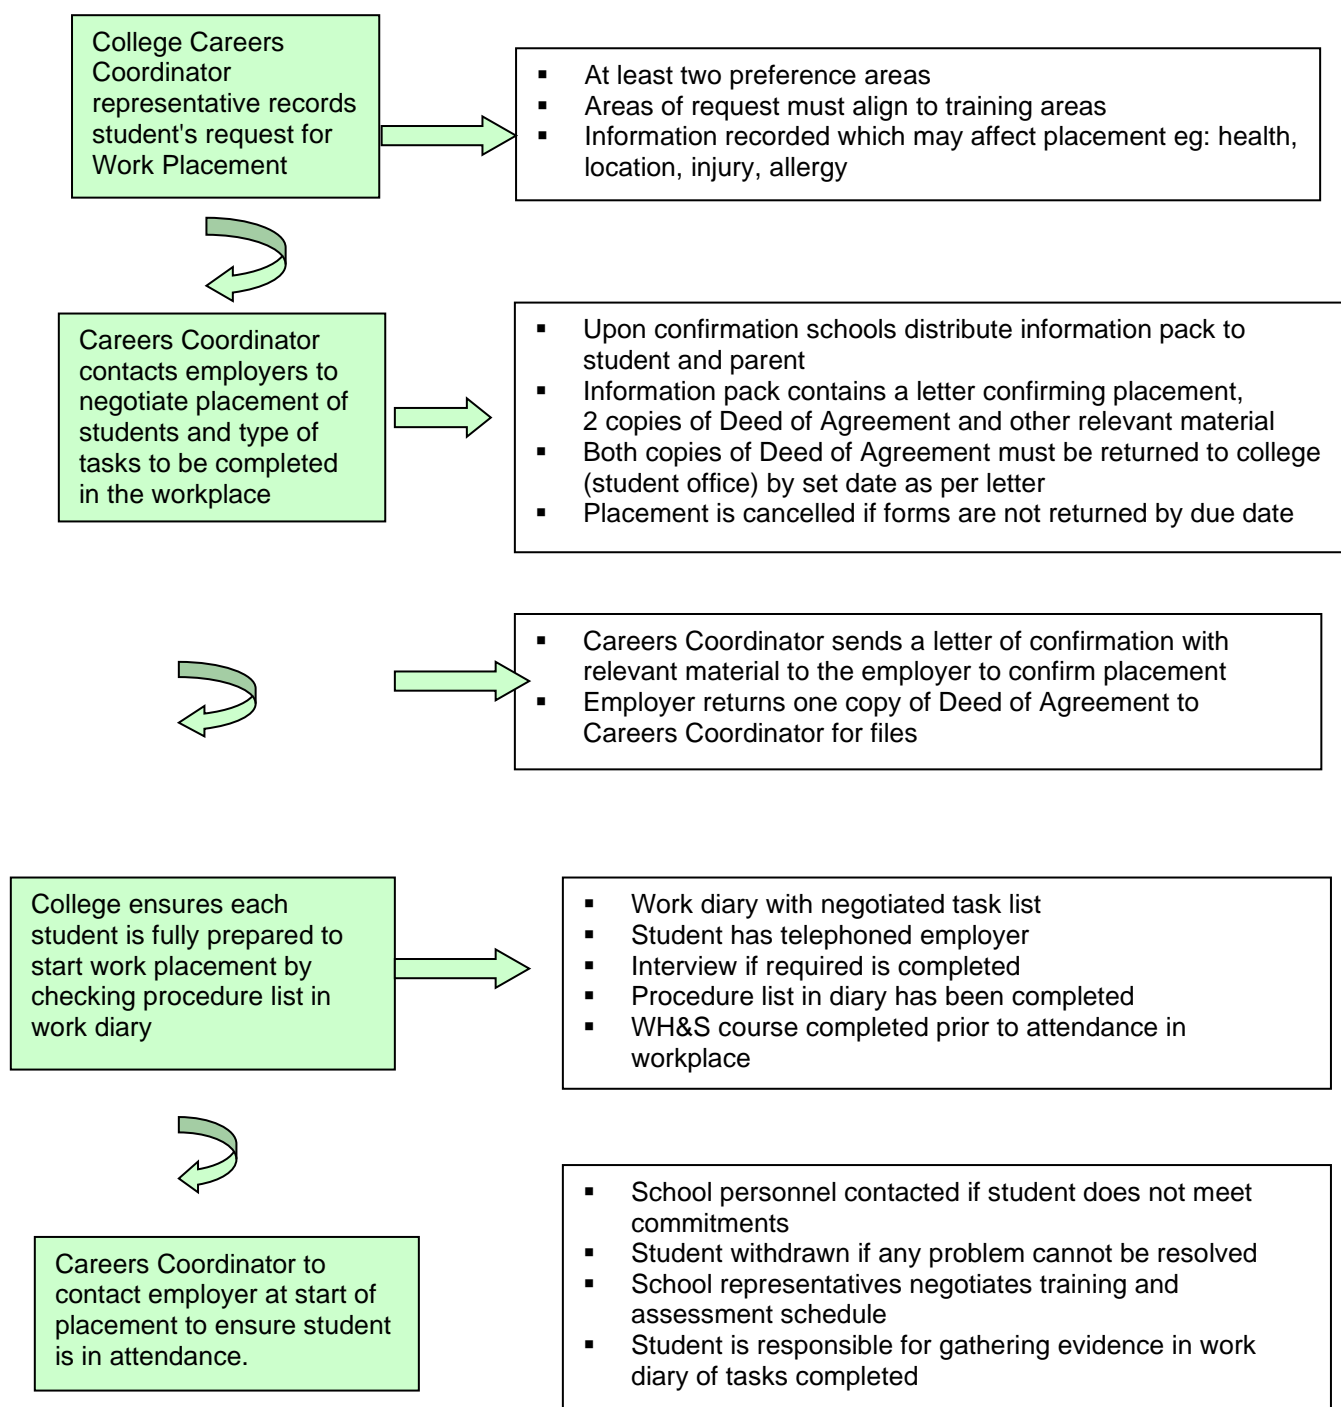 College Careers
Coordinator
representative records
student's request for
Work Placement
▪ At least two preference areas
▪ Areas of request must align to training areas
▪ Information recorded which may affect placement eg: health,
location, injury, allergy
Careers Coordinator
contacts employers to
negotiate placement of
students and type of
tasks to be completed
in the workplace
▪ Upon confirmation schools distribute information pack to
student and parent
▪ Information pack contains a letter confirming placement,
2 copies of Deed of Agreement and other relevant material
▪ Both copies of Deed of Agreement must be returned to college
(student office) by set date as per letter
▪ Placement is cancelled if forms are not returned by due date
▪ Careers Coordinator sends a letter of confirmation with
relevant material to the employer to confirm placement
▪ Employer returns one copy of Deed of Agreement to
Careers Coordinator for files
College ensures each
student is fully prepared to
start work placement by
checking procedure list in
work diary
▪ Work diary with negotiated task list
▪ Student has telephoned employer
▪ Interview if required is completed
▪ Procedure list in diary has been completed
▪ WH&S course completed prior to attendance in
workplace
Careers Coordinator to
contact employer at start of
placement to ensure student
is in attendance.
▪ School personnel contacted if student does not meet
commitments
▪ Student withdrawn if any problem cannot be resolved
▪ School representatives negotiates training and
assessment schedule
▪ Student is responsible for gathering evidence in work
diary of tasks completed